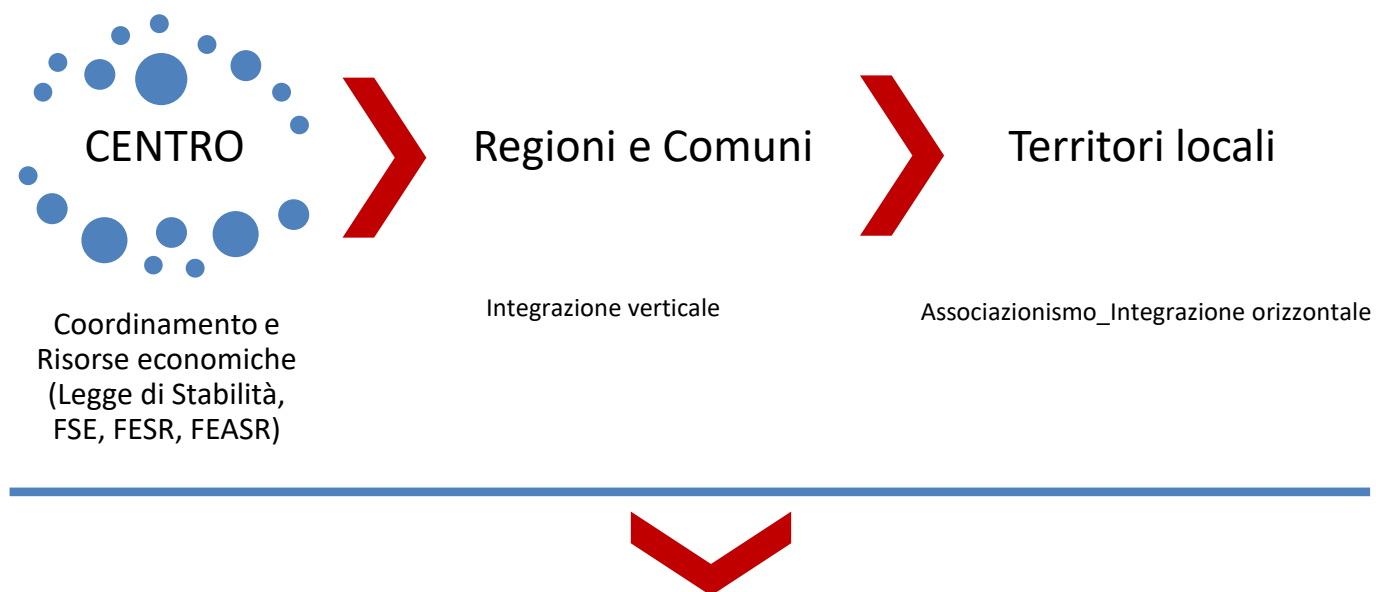 CENTRO
Regioni e Comuni
Territori locali
Coordinamento e
Risorse economiche
(Legge di Stabilità,
FSE, FESR, FEASR)
Integrazione verticale
Associazionismo_Integrazione orizzontale